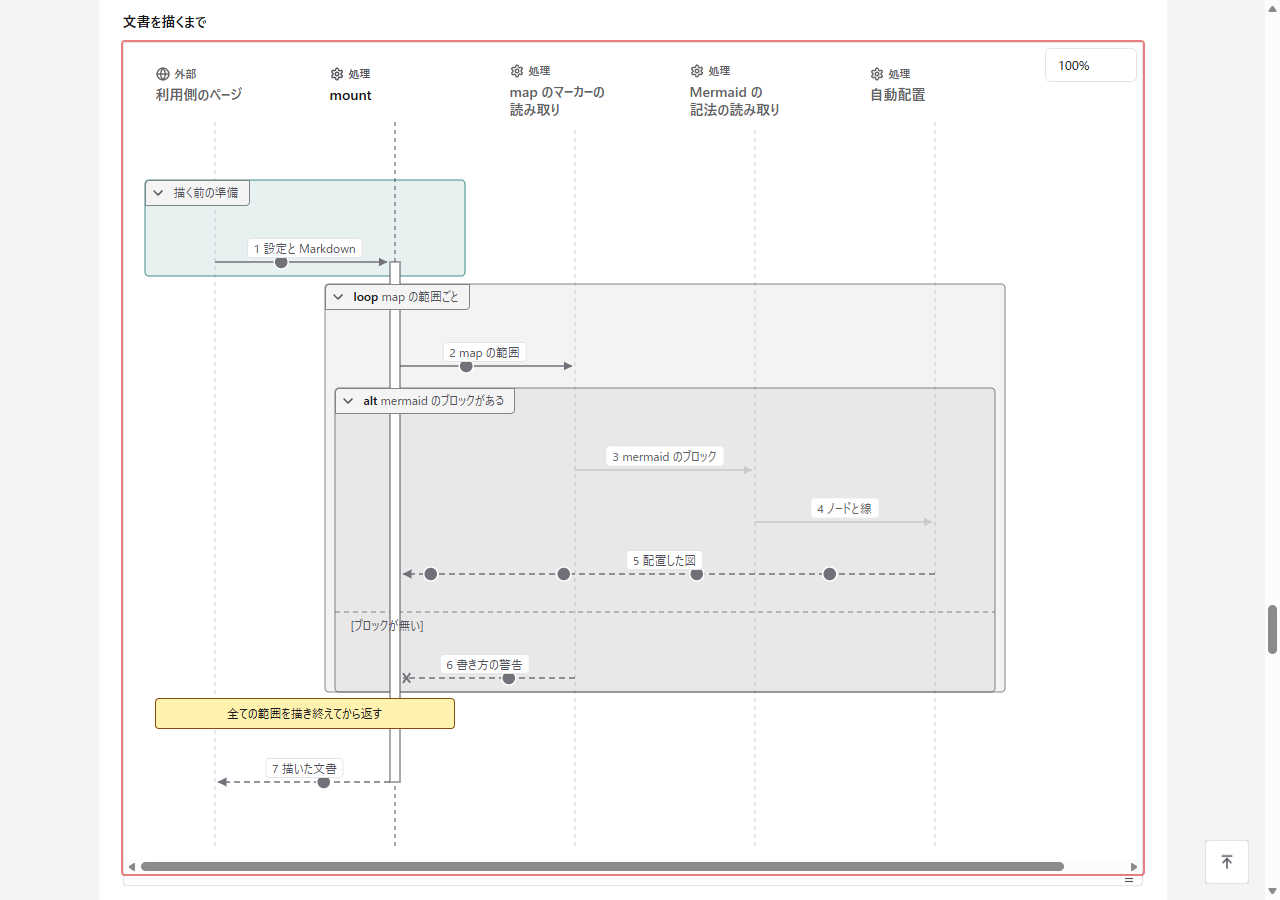 文書を描くまで
100%
外部
利用側のページ
処理
mount
処理
map のマーカーの
読み取り
処理
Mermaid の
記法の読み取り
処理
自動配置
描く前の準備
1 設定と Markdown
loop map の範囲ごと
2 map の範囲
alt mermaid のブロックがある
3 mermaid のブロック
4 ノードと線
5 配置した図
[ブロックが無い]
6 書き方の警告
全ての範囲を描き終えてから返す
7 描いた文書